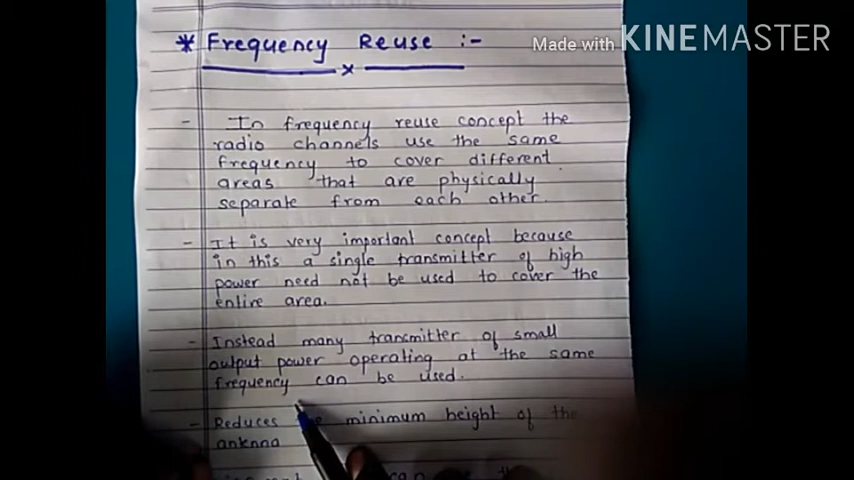 Made with KINEMASTER
* Frequency Reuse :-
x
- In frequency reuse concept the
radio channels use the same
frequency to cover different
areas that are physically
separate from each other.
- It is very important concept because
in this a single transmitter of high
power need not be used to cover the
entire area.
- Instead many transmitter of small
output power operating at the same
frequency can be used.
- Reduces minimum height of the
antenna